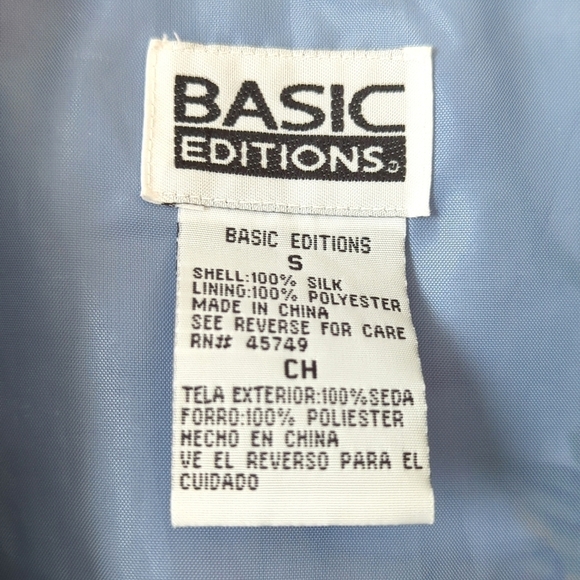 BASIC
EDITIONS
BASIC EDITIONS
S
SHELL:100% SILK
LINING:100% POLYESTER
MADE IN CHINA
SEE REVERSE FOR CARE
RN# 45749
CH
TELA EXTERIOR:100%SEDA
FORRO:100% POLIESTER
HECHO EN CHINA
VE EL REVERSO PARA EL
CUIDADO